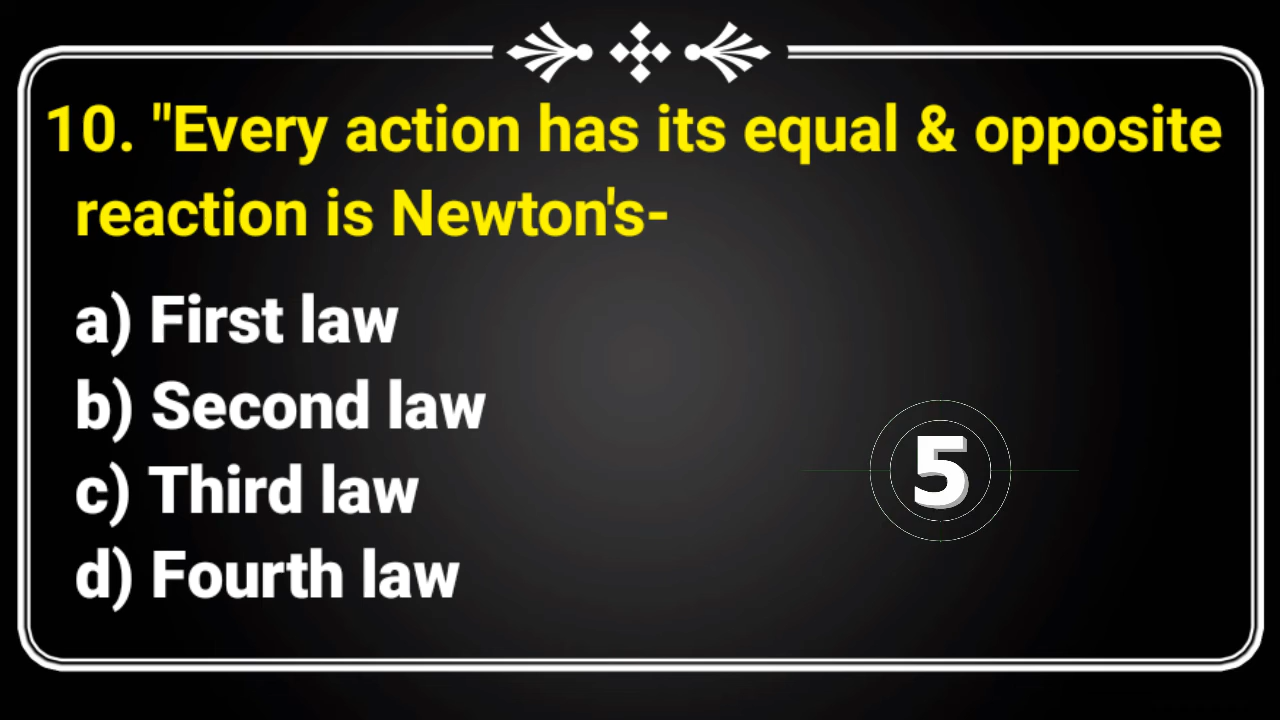 10. "Every action has its equal & opposite
reaction is Newton's-
a) First law
b) Second law
c) Third law
d) Fourth law
5